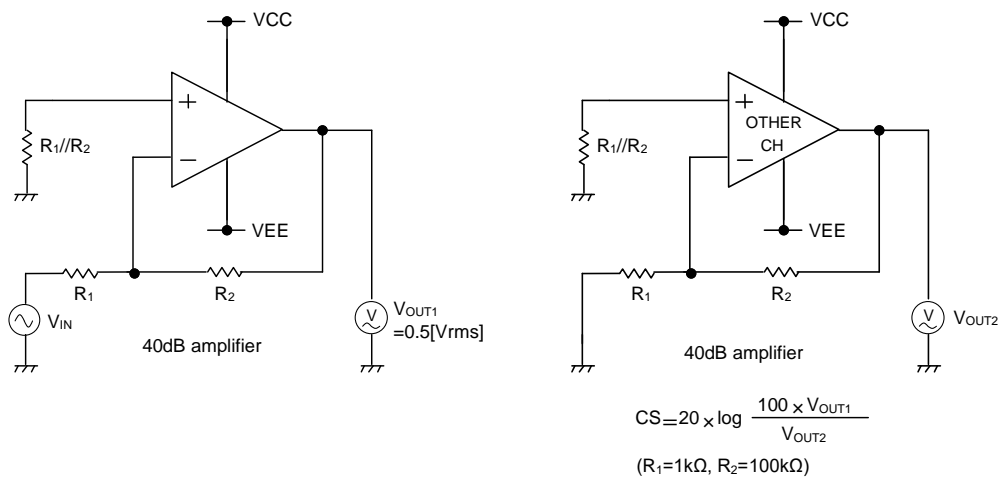 VCC
R1//R2
VEE
R1
R2
VIN
V
VOUT1
=0.5[Vrms]
40dB amplifier
VCC
OTHER
CH
R1//R2
VEE
R1
R2
V
VOUT2
40dB amplifier
CS=20×log 100×VOUT1
VOUT2
(R1=1kΩ, R2=100kΩ)